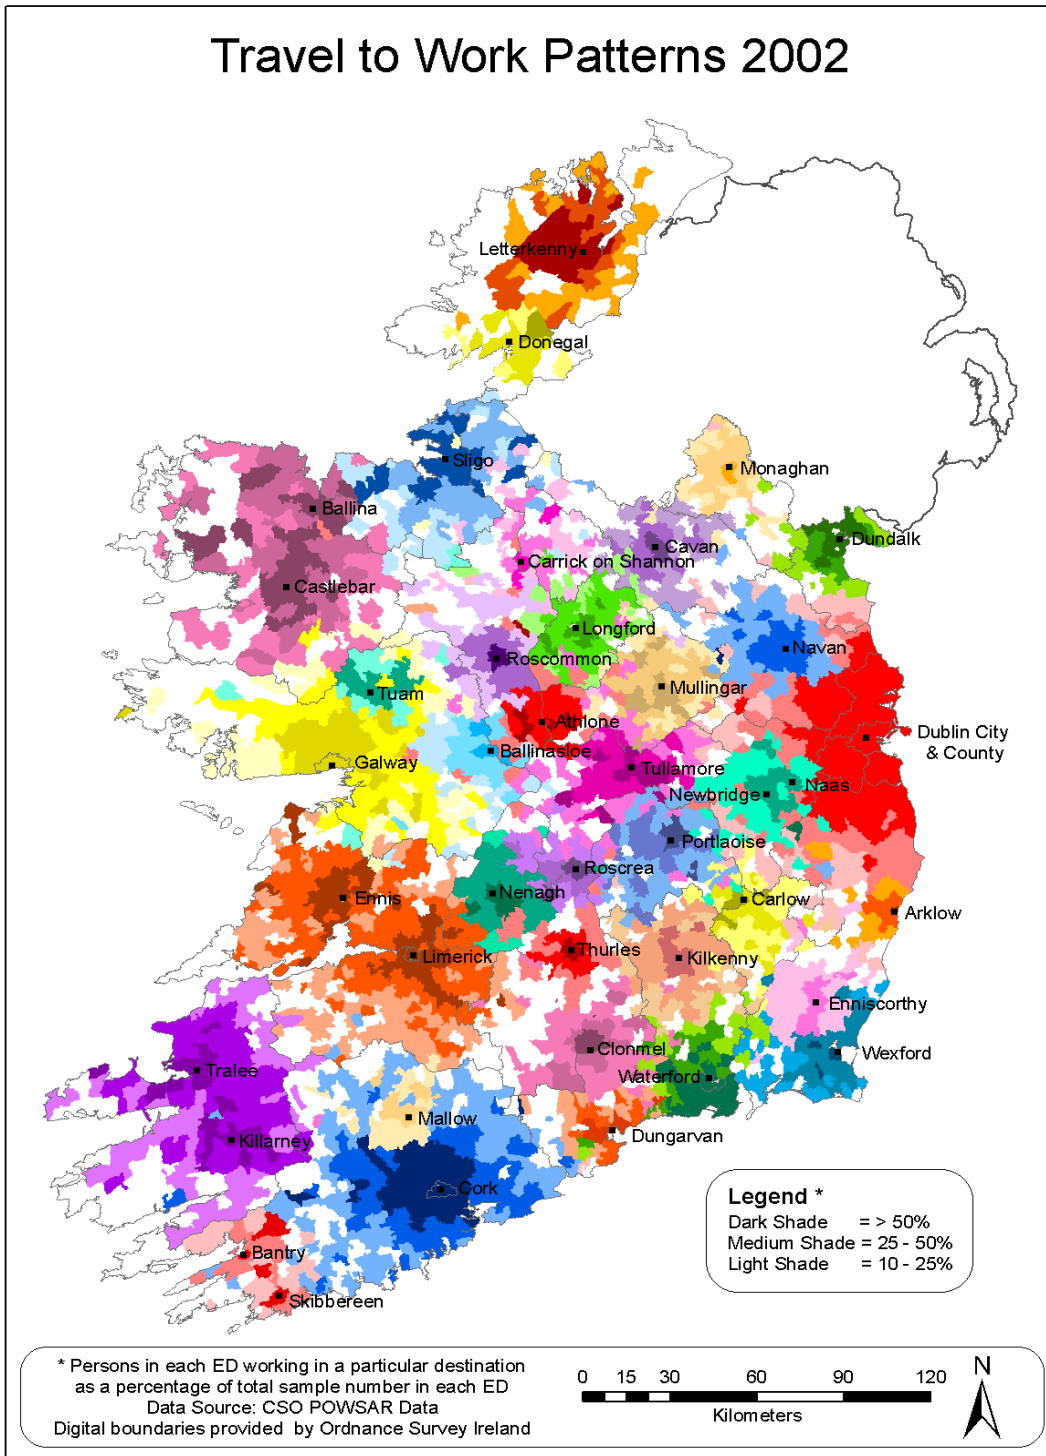 Travel to Work Patterns 2002
Letterkenny
Donegal
Sligo
Monaghan
Ballina
Dundalk
Cavan
Carrick on Shannon
Castlebar
Longford
Navan
Roscommon
Mullingar
Tuam
Athlone
Dublin City
& County
Ballinasloe
Galway
Tullamore
Naas
Newbridge
Portlaoise
Roscrea
Ennis
Nenagh
Carlow
Arklow
Thurles
Limerick
Kilkenny
Enniscorthy
Clonmel
Wexford
Tralee
Waterford
Mallow
Dungarvan
Killarney
Cork
Bantry
Skibbereen
Legend *
Dark Shade = > 50%
Medium Shade = 25 - 50%
Light Shade = 10 - 25%
* Persons in each ED working in a particular destination
as a percentage of total sample number in each ED
Data Source: CSO POWSAR Data
Digital boundaries provided by Ordnance Survey Ireland
0 15 30 60 90 120
Kilometers
N